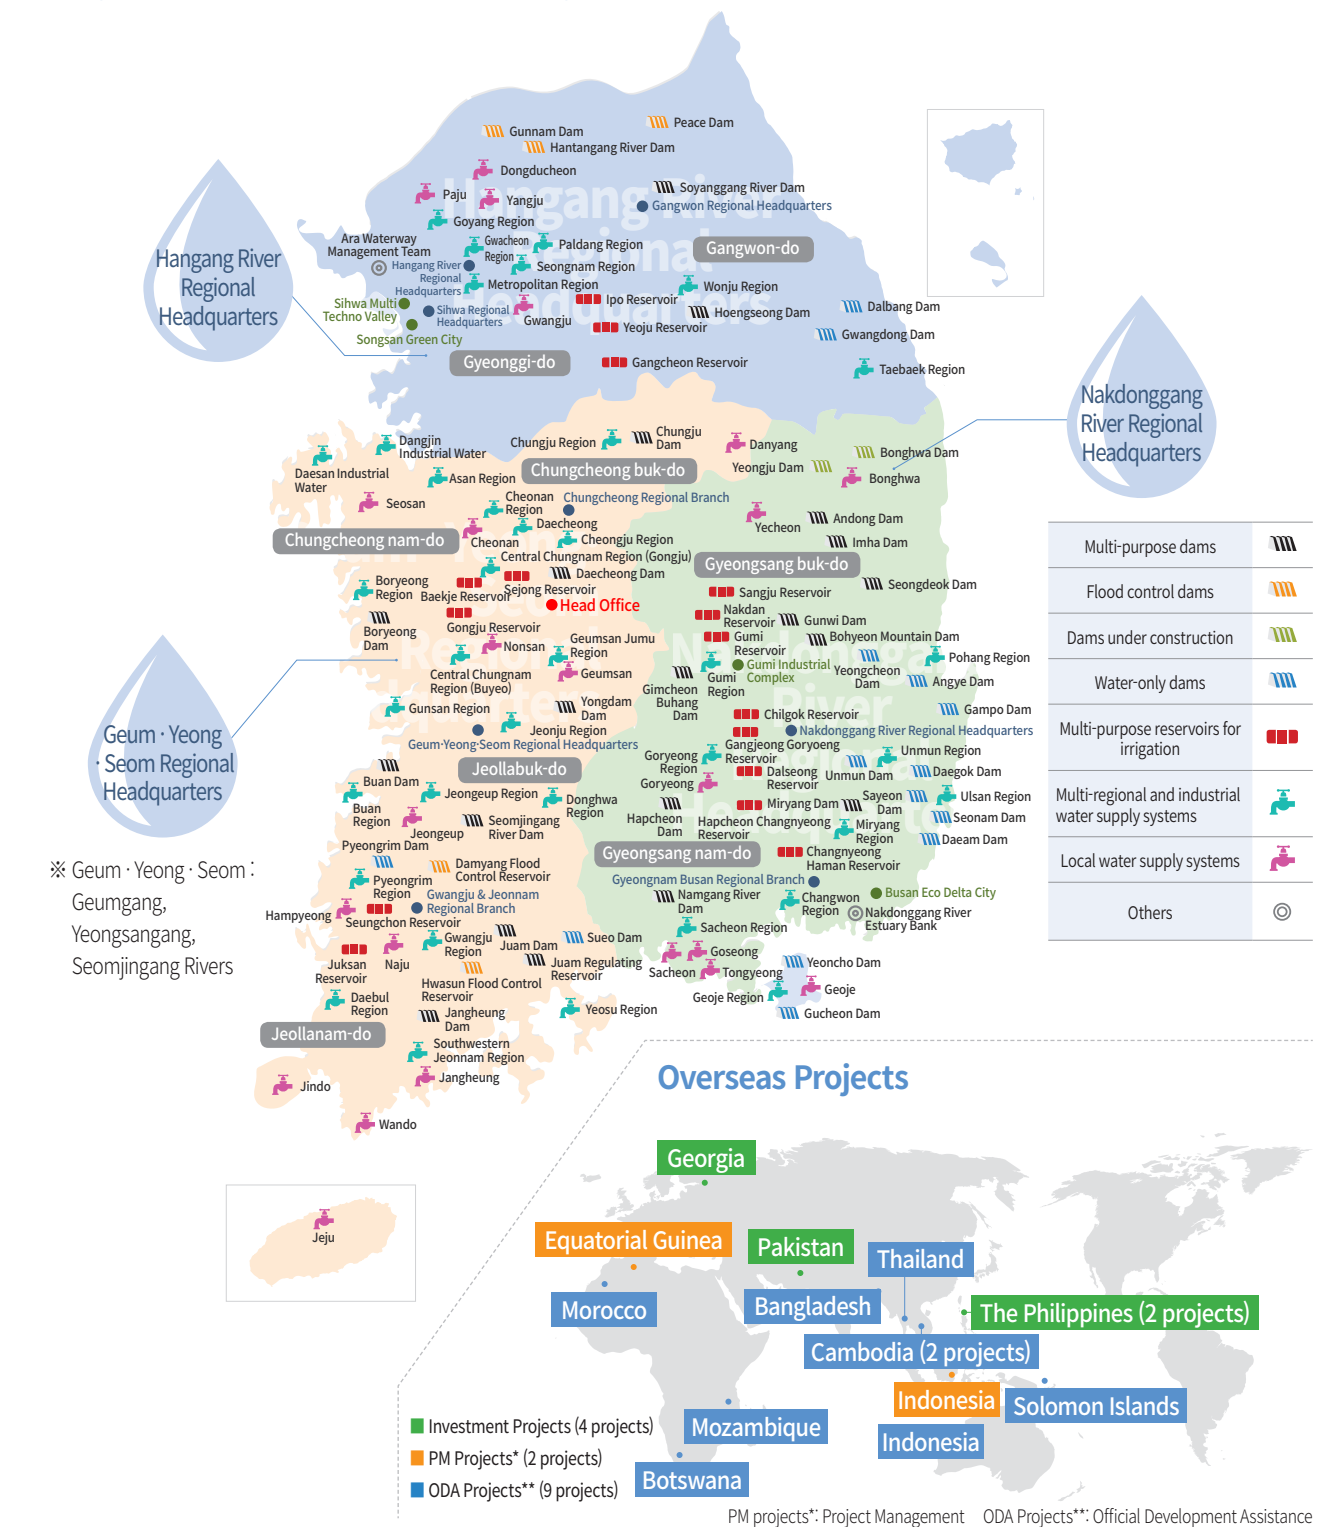 Hangang River
Regional
Headquarters
Hangang River
Regional
Headquarters
Gunnam Dam
Peace Dam
Hantangang River Dam
Dongducheon
Paju
Yangju
Soyanggang River Dam
Gangwon Regional Headquarters
Goyang Region
Ara Waterway
Management Team
Gwacheon
Region
Paldang Region
Gangwon-do
Hangang River
Regional
Headquarters
Seongnam Region
Metropolitan Region
Wonju Region
Sihwa Multi
Techno Valley
Sihwa Regional
Headquarters
Gwangju
Ipo Reservoir
Hoengseong Dam
Dalbang Dam
Yeoju Reservoir
Gwangdong Dam
Songsan Green City
Gyeonggi-do
Gangcheon Reservoir
Taebaek Region
Nakdonggang
River Regional
Headquarters
Dangjin
Industrial Water
Chungju Region
Chungju
Dam
Danyang
Bonghwa Dam
Yeongju Dam
Bonghwa
Daesan Industrial
Water
Asan Region
Chungcheong buk-do
Seosan
Cheonan
Region
Chungcheong Regional Branch
Daecheong
Yecheon
Andong Dam
Chungcheong nam-do
Cheonan
Cheongju Region
Imha Dam
Central Chungnam Region (Gongju)
Gyeongsang buk-do
Daecheong Dam
Boryeong
Region
Baekje Reservoir
Sejong Reservoir
Seongdeok Dam
Sangju Reservoir
Head Office
Nakdan
Reservoir
Gunwi Dam
Boryeong
Dam
Gongju Reservoir
Nonsan
Geumsan Jumu
Region
Gumi
Reservoir
Bohyeon Mountain Dam
Gumi Industrial
Complex
Yeongcheon
Dam
Pohang Region
Central Chungnam
Region (Buyeo)
Geumsan
Gimcheon
Buhang
Dam
Gumi
Region
Angye Dam
Gunsan Region
Yongdam
Dam
Gampo Dam
Chilgok Reservoir
Jeonju Region
Geum·Yeong·Seom Regional Headquarters
Nakdonggang River Regional Headquarters
Geum · Yeong
· Seom Regional
Headquarters
Regional
Headquarters
Nakdonggang
River
Regional
Headquarters
Gangjeong Goryoeng
Reservoir
Unmun Region
Goryeong
Region
Jeollabuk-do
Buan Dam
Goryeong
Dalseong
Reservoir
Unmun Dam
Daegok Dam
Buan
Region
Jeongeup Region
Donghwa
Region
Miryang Dam
Sayeon
Dam
Ulsan Region
Jeongeup
Seomjingang
River Dam
Hapcheon
Dam
Hapcheon Changnyeong
Reservoir
Miryang
Region
Seonam Dam
Daeam Dam
Pyeongrim Dam
Gyeongsang nam-do
Changnyeong
Haman Reservoir
Damyang Flood
Control Reservoir
Pyeongrim
Region
Gyeongnam Busan Regional Branch
Gwangju & Jeonnam
Regional Branch
Namgang River
Dam
Changwon
Region
Busan Eco Delta City
Hampyeong
Seungchon Reservoir
Nakdonggang River
Estuary Bank
Sacheon Region
Gwangju
Region
Juam Dam
Sueo Dam
Goseong
Juksan
Reservoir
Naju
Juam Regulating
Reservoir
Sacheon
Tongyeong
Yeoncho Dam
Hwasun Flood Control
Reservoir
Geoje Region
Geoje
Daebul
Region
Jangheung
Dam
Yeosu Region
Gucheon Dam
Jeollanam-do
Southwestern
Jeonnam Region
Jangheung
Jindo
Wando
Jeju
※ Geum · Yeong · Seom :
Geumgang,
Yeongsangang,
Seomjingang Rivers
Multi-purpose dams
Flood control dams
Dams under construction
Water-only dams
Multi-purpose reservoirs for
irrigation
Multi-regional and industrial
water supply systems
Local water supply systems
Others
Overseas Projects
Georgia
Equatorial Guinea
Pakistan
Thailand
Morocco
Bangladesh
The Philippines (2 projects)
Cambodia (2 projects)
Indonesia
Solomon Islands
Mozambique
Indonesia
Botswana
Investment Projects (4 projects)
PM Projects* (2 projects)
ODA Projects** (9 projects)
PM projects*: Project Management ODA Projects**: Official Development Assistance